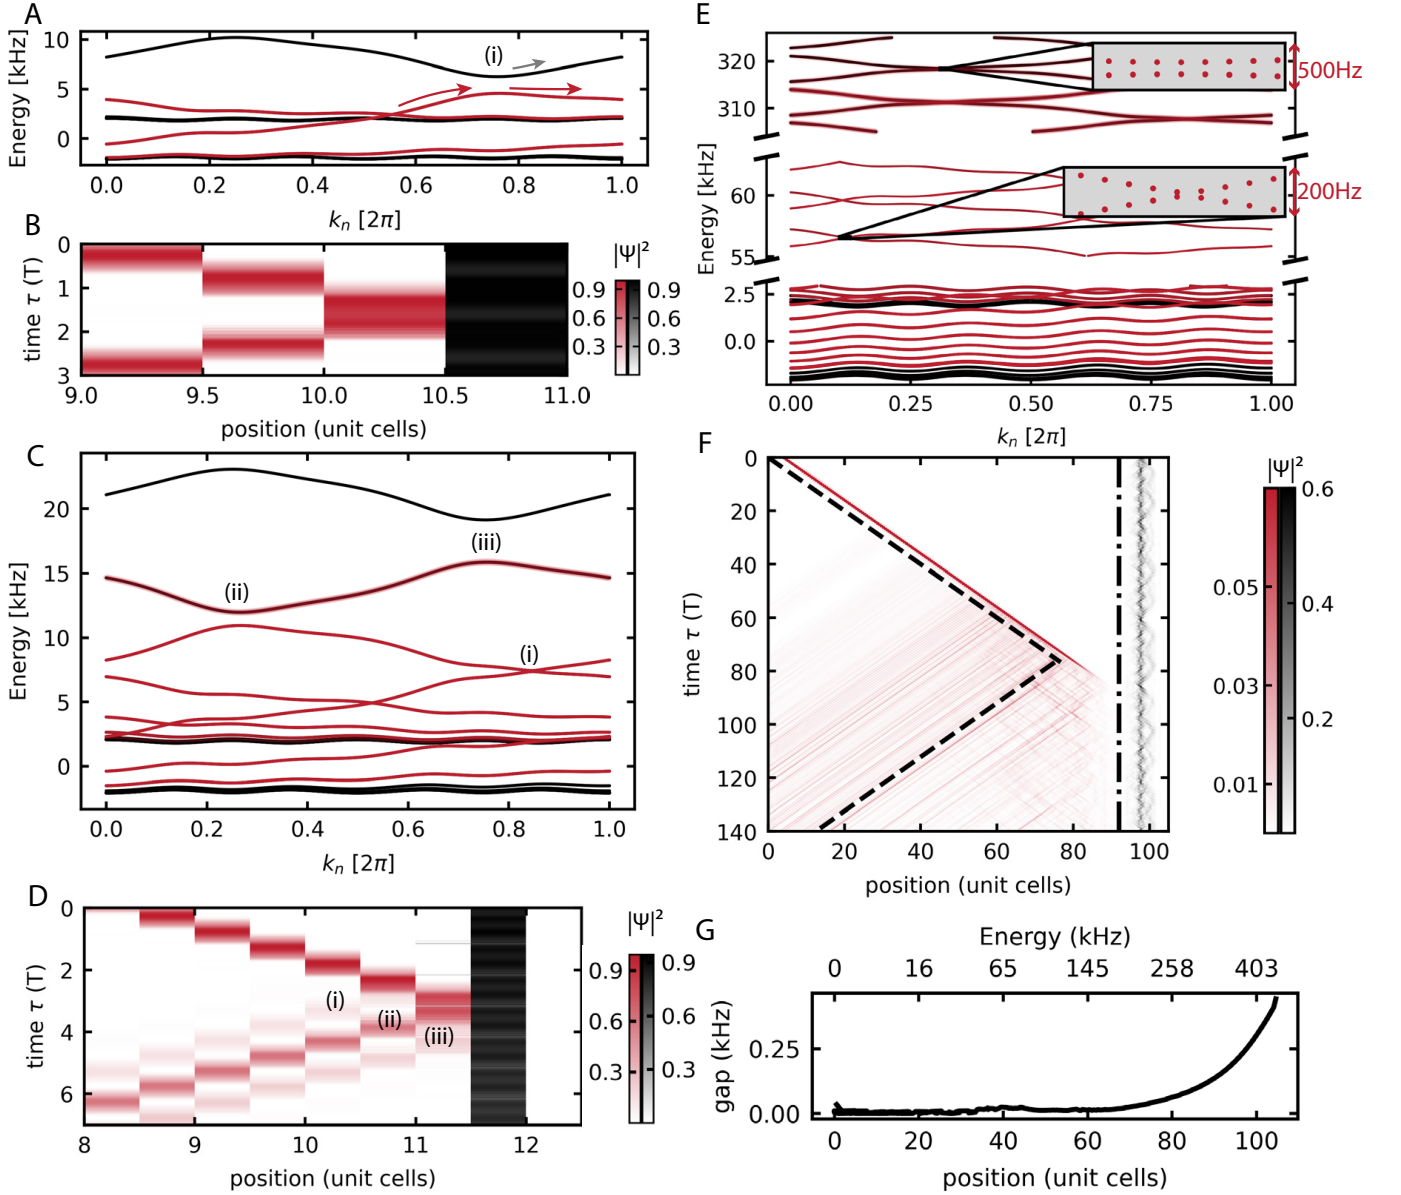 A
Energy [kHz]
10
5
0
(i)
0.0 0.2 0.4 0.6 0.8 1.0
kₙ [2π]
B
time τ (T)
0
1
2
3
9.0 9.5 10.0 10.5 11.0
position (unit cells)
|Ψ|²
0.9 0.9
0.6 0.6
0.3 0.3
C
Energy [kHz]
20
15
10
5
0
(iii)
(ii)
(i)
0.0 0.2 0.4 0.6 0.8 1.0
kₙ [2π]
D
time τ (T)
0
2
4
6
(i)
(ii)
(iii)
8 9 10 11 12
position (unit cells)
|Ψ|²
0.9 0.9
0.6 0.6
0.3 0.3
E
Energy [kHz]
320
310
60
55
2.5
0.0
500Hz
200Hz
0.00 0.25 0.50 0.75 1.00
kₙ [2π]
F
time τ (T)
0
20
40
60
80
100
120
140
0 20 40 60 80 100
position (unit cells)
|Ψ|²
0.6
0.05
0.4
0.03
0.2
0.01
G
Energy (kHz)
0 16 65 145 258 403
gap (kHz)
0.25
0.00
0 20 40 60 80 100
position (unit cells)